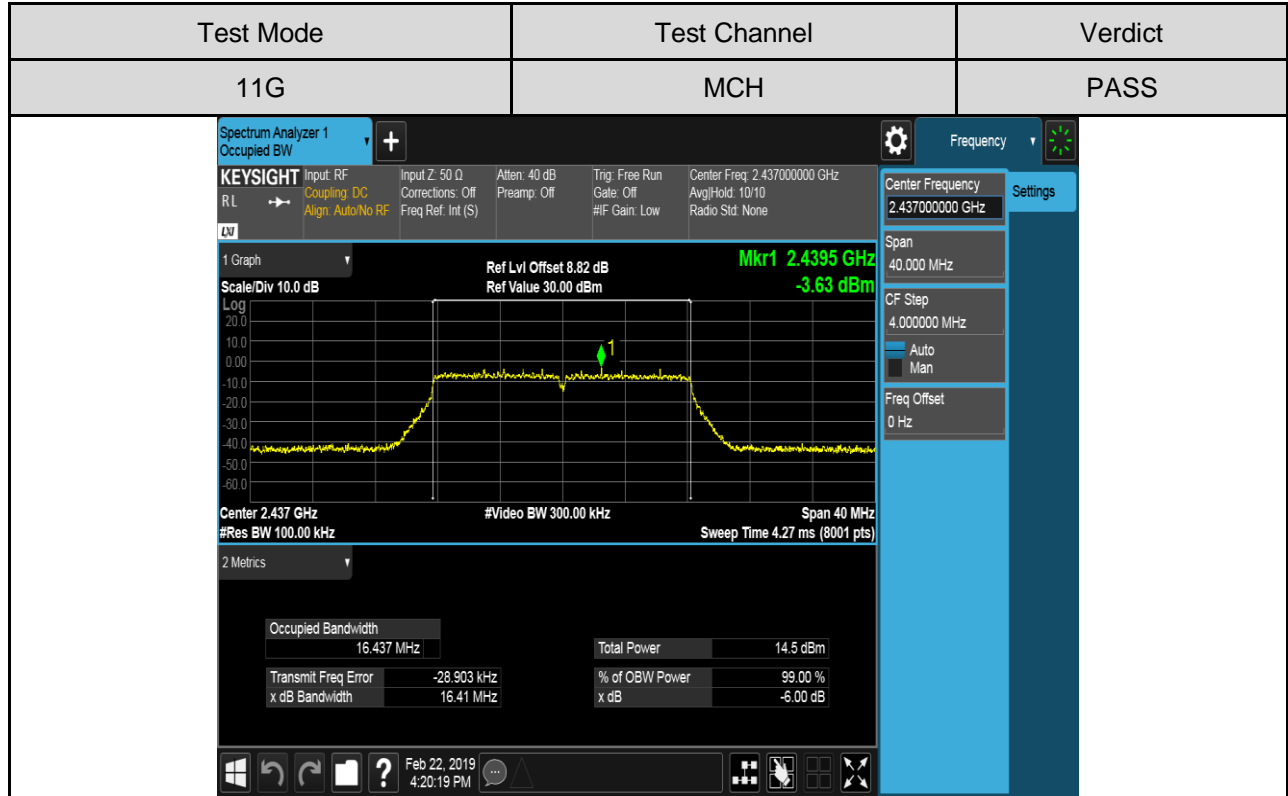 Test Mode Test Channel Verdict
11G MCH PASS
Spectrum Analyzer 1
Occupied BW
+
Frequency
KEYSIGHT Input: RF Input Z: 50 Ω Atten: 40 dB Trig: Free Run Center Freq: 2.437000000 GHz
RL Coupling: DC Corrections: Off Preamp: Off Gate: Off Avg|Hold: 10/10
Align: Auto/No RF Freq Ref: Int (S) #IF Gain: Low Radio Std: None
LXI
Center Frequency
2.437000000 GHz
Settings
Span
40.000 MHz
CF Step
4.000000 MHz
Auto
Man
Freq Offset
0 Hz
1 Graph Ref Lvl Offset 8.82 dB Mkr1 2.4395 GHz
Scale/Div 10.0 dB Ref Value 30.00 dBm -3.63 dBm
Log
20.0
10.0
1
0.00
-10.0
-20.0
-30.0
-40.0
-50.0
-60.0
Center 2.437 GHz #Video BW 300.00 kHz Span 40 MHz
#Res BW 100.00 kHz Sweep Time 4.27 ms (8001 pts)
2 Metrics
Occupied Bandwidth
16.437 MHz Total Power 14.5 dBm
Transmit Freq Error -28.903 kHz % of OBW Power 99.00 %
x dB Bandwidth 16.41 MHz x dB -6.00 dB
? Feb 22, 2019
4:20:19 PM